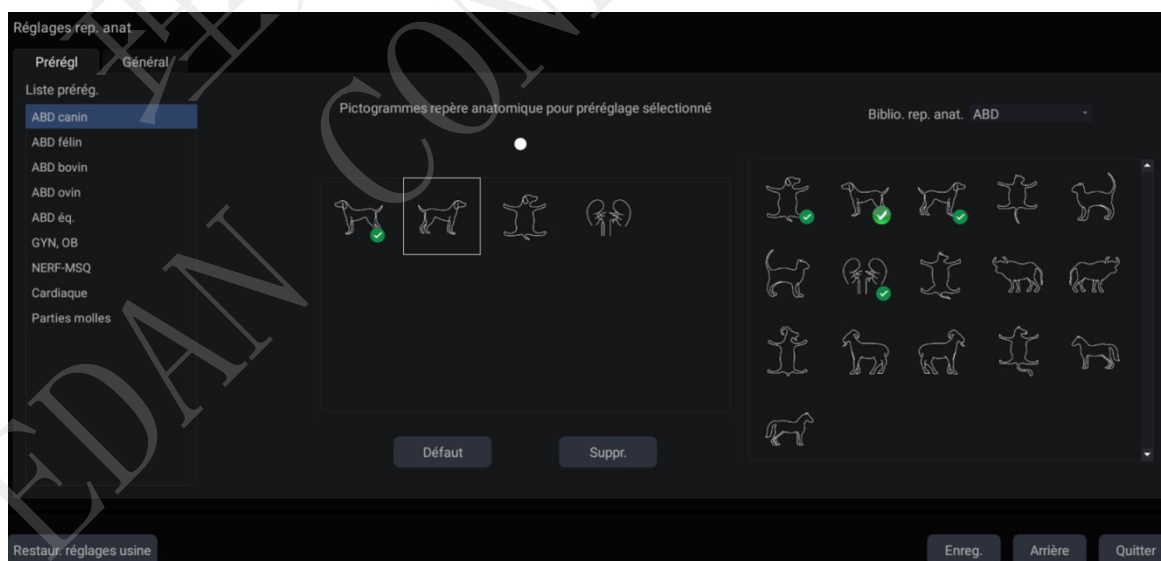 Réglages rep. anat
Prérégl Général
Liste prérég.
ABD canin
ABD félin
ABD bovin
ABD ovin
ABD éq.
GYN, OB
NERF-MSQ
Cardiaque
Parties molles
Pictogrammes repère anatomique pour préréglage sélectionné
Biblio. rep. anat. ABD
Défaut Suppr.
Restaur. réglages usine Enreg. Arrière Quitter
EDAN CON